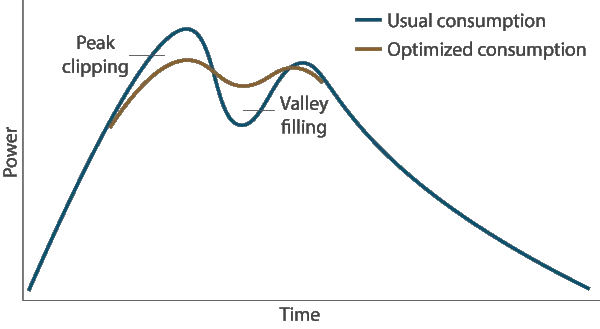 Usual consumption
Optimized consumption
Peak
clipping
Valley
filling
Power
Time